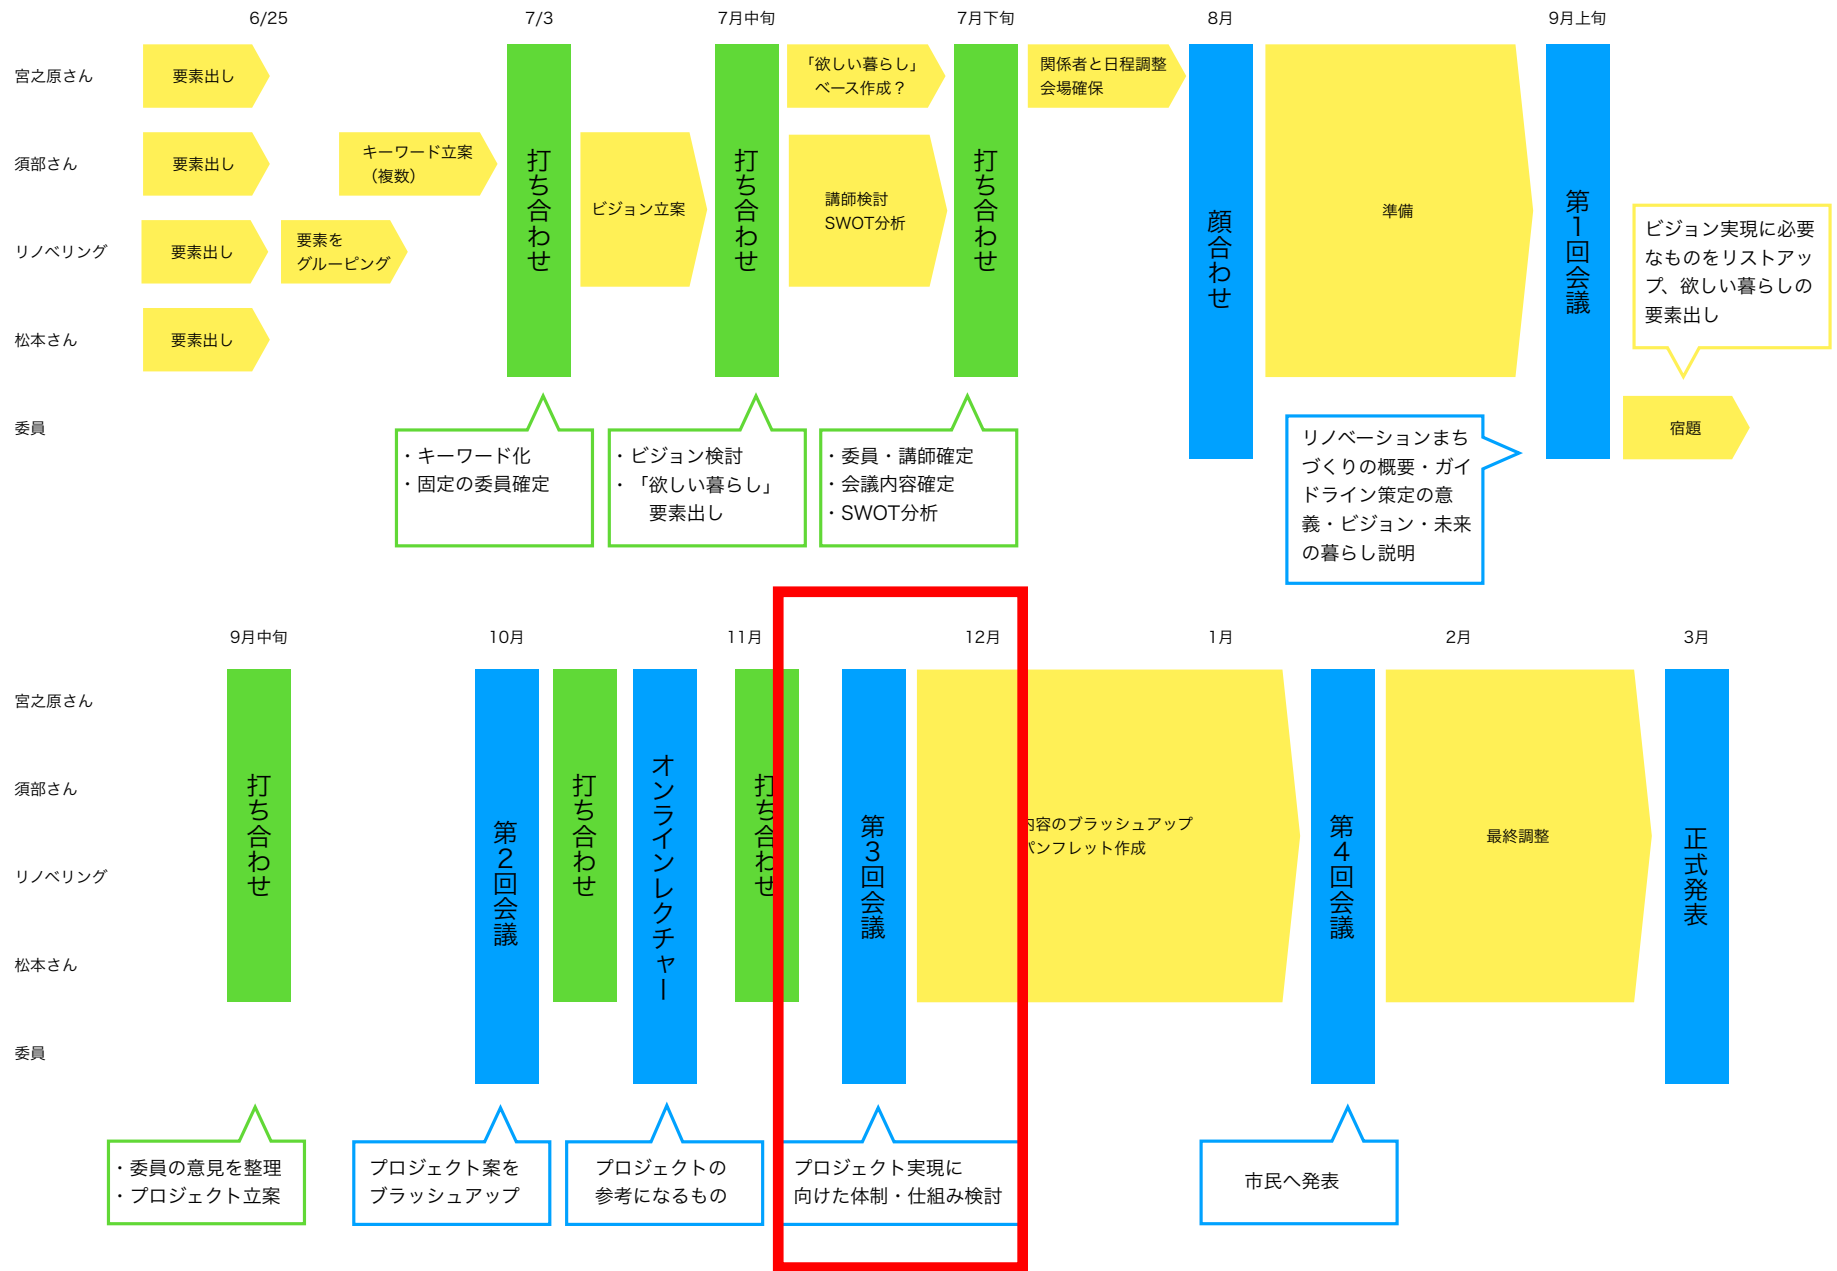 6/25
7/3
7月中旬
7月下旬
8月
9月上旬
宮之原さん
要素出し
「欲しい暮らし」
ベース作成？
関係者と日程調整
会場確保
須部さん
要素出し
キーワード立案
（複数）
打ち合わせ
ビジョン立案
打ち合わせ
講師検討
SWOT分析
打ち合わせ
顔合わせ
準備
第1回会議
リノベリング
要素出し
要素を
グルーピング
ビジョン実現に必要
なものをリストアッ
プ、欲しい暮らしの
要素出し
松本さん
要素出し
委員
宿題
・キーワード化
・固定の委員確定
・ビジョン検討
・「欲しい暮らし」
要素出し
・委員・講師確定
・会議内容確定
・SWOT分析
リノベーションまち
づくりの概要・ガイ
ドライン策定の意
義・ビジョン・未来
の暮らし説明
9月中旬
10月
11月
12月
1月
2月
3月
宮之原さん
須部さん
リノベリング
松本さん
委員
打ち合わせ
第2回会議
打ち合わせ
オンラインレクチャー
打ち合わせ
第3回会議
内容のブラッシュアップ
パンフレット作成
第4回会議
最終調整
正式発表
・委員の意見を整理
・プロジェクト立案
プロジェクト案を
ブラッシュアップ
プロジェクトの
参考になるもの
プロジェクト実現に
向けた体制・仕組み検討
市民へ発表